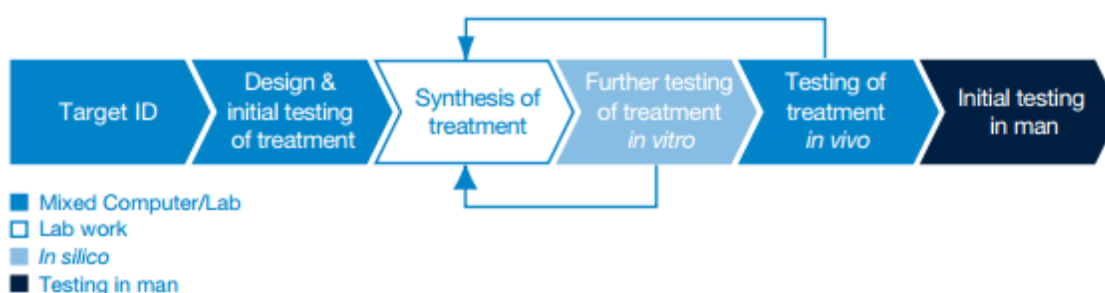 Target ID
Design &
initial testing
of treatment
Synthesis of
treatment
Further testing
of treatment
in vitro
Testing of
treatment
in vivo
Initial testing
in man
Mixed Computer/Lab
Lab work
In silico
Testing in man